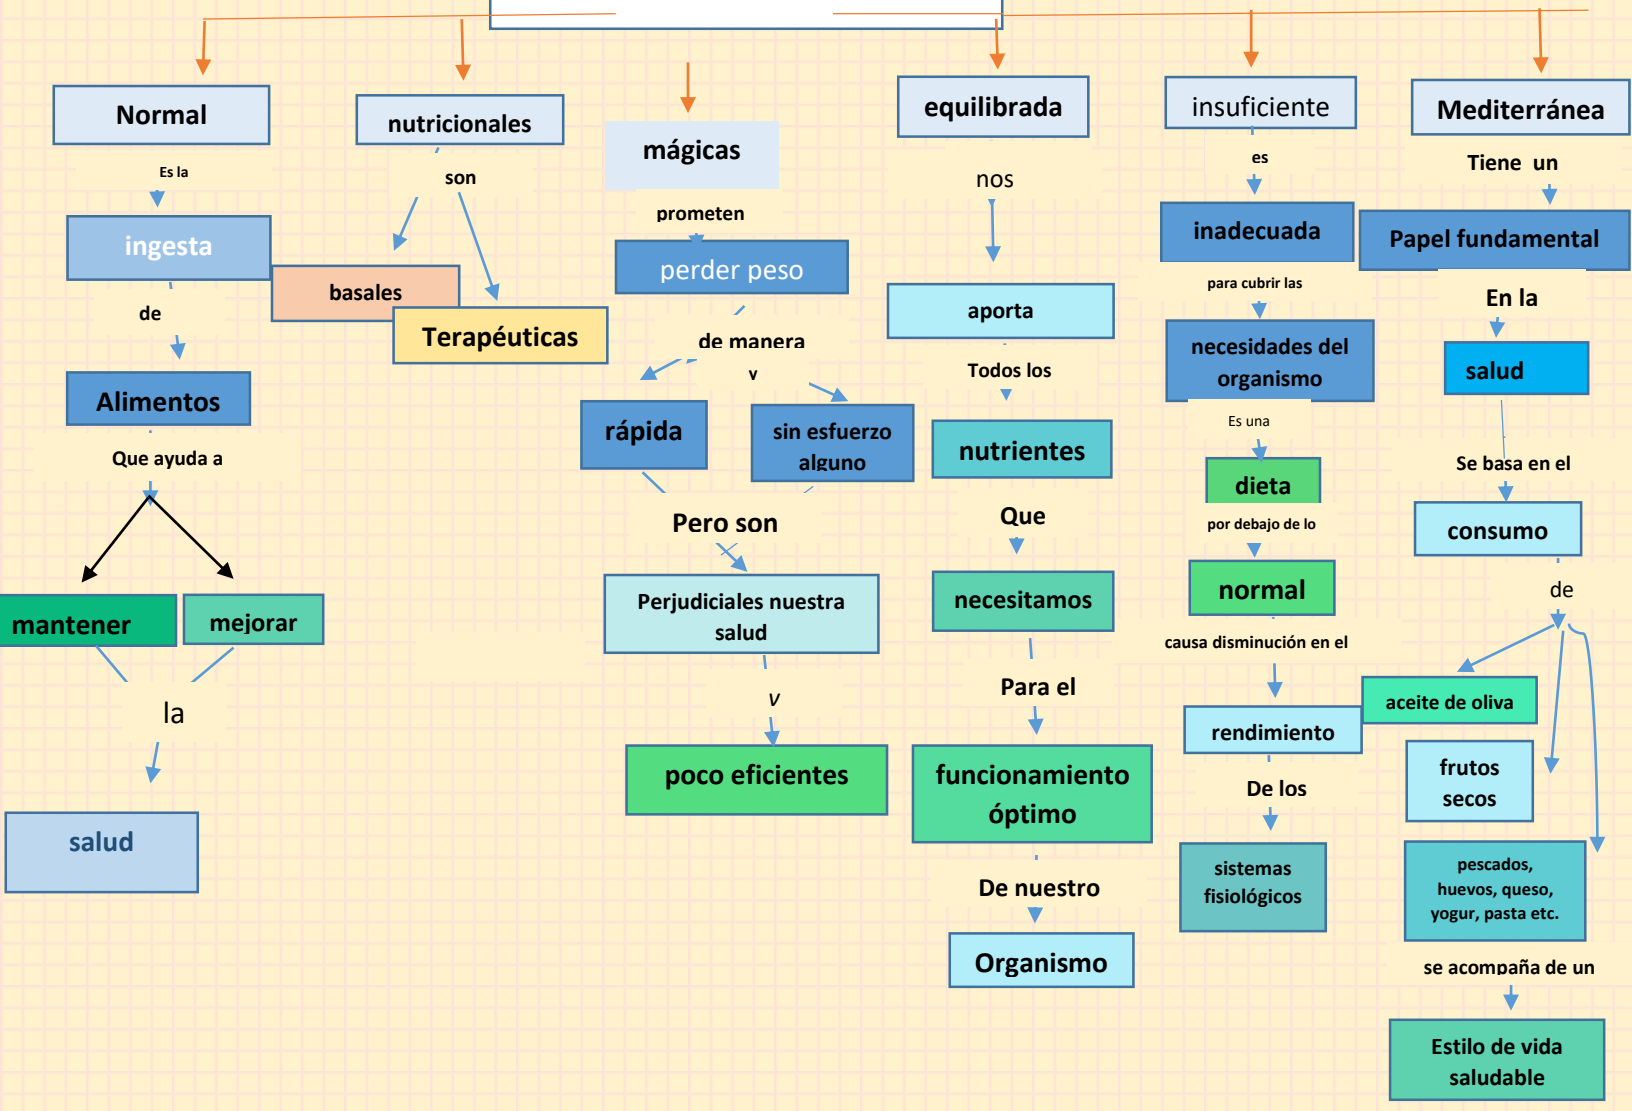 Normal
Es la
ingesta
de
Alimentos
Que ayuda a
mantener
mejorar
la
salud
nutricionales
son
basales
Terapéuticas
mágicas
prometen
perder peso
de manera
y
rápida
sin esfuerzo
alguno
Pero son
Perjudiciales nuestra
salud
y
poco eficientes
equilibrada
nos
aporta
Todos los
nutrientes
Que
necesitamos
Para el
funcionamiento
óptimo
De nuestro
Organismo
insuficiente
es
inadecuada
para cubrir las
necesidades del
organismo
Es una
dieta
por debajo de lo
normal
causa disminución en el
rendimiento
De los
sistemas
fisiológicos
Mediterránea
Tiene un
Papel fundamental
En la
salud
Se basa en el
consumo
de
aceite de oliva
frutos
secos
pescados,
huevos, queso,
yogur, pasta etc.
se acompaña de un
Estilo de vida
saludable